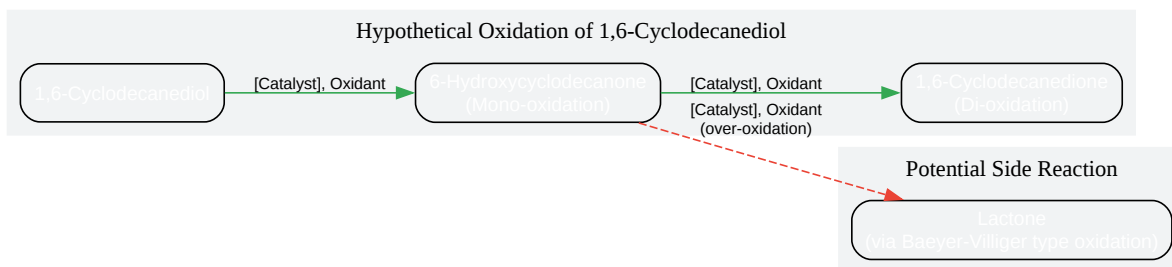 Hypothetical Oxidation of 1,6-Cyclodecanediol
1,6-Cyclodecanediol
[Catalyst], Oxidant
6-Hydroxycyclodecanone
(Mono-oxidation)
[Catalyst], Oxidant
1,6-Cyclodecanedione
(Di-oxidation)
[Catalyst], Oxidant
(over-oxidation)
Potential Side Reaction
Lactone
(via Baeyer-Villiger type oxidation)